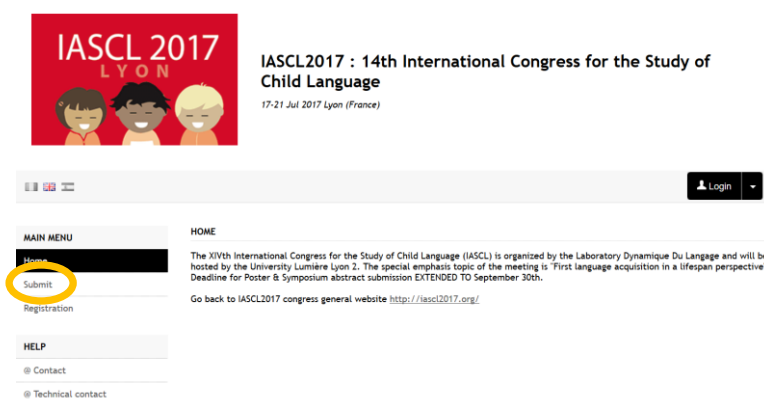 IASCL 2017
LYON
IASCL2017 : 14th International Congress for the Study of
Child Language
17-21 Jul 2017 Lyon (France)
Login
MAIN MENU
Home
Submit
Registration
HELP
@ Contact
@ Technical contact
HOME
The XIVth International Congress for the Study of Child Language (IASCL) is organized by the Laboratory Dynamique Du Langage and will be
hosted by the University Lumière Lyon 2. The special emphasis topic of the meeting is "First language acquisition in a lifespan perspective
Deadline for Poster & Symposium abstract submission EXTENDED TO September 30th.
Go back to IASCL2017 congress general website http://iascl2017.org/